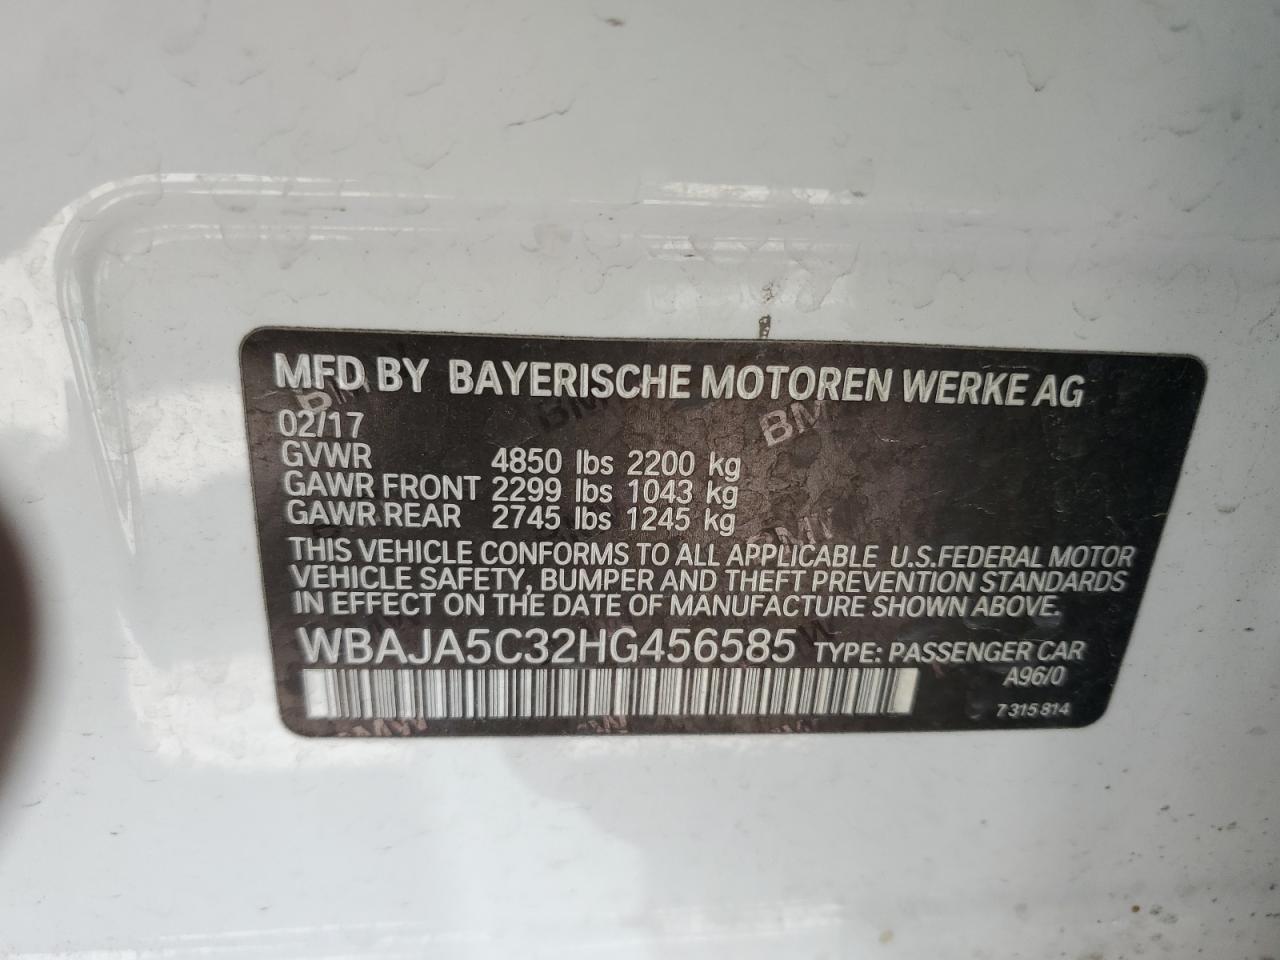 MFD BY BAYERISCHE MOTOREN WERKE AG
02/17
GVWR 4850 lbs 2200 kg
GAWR FRONT 2299 lbs 1043 kg
GAWR REAR 2745 lbs 1245 kg
THIS VEHICLE CONFORMS TO ALL APPLICABLE U.S.FEDERAL MOTOR
VEHICLE SAFETY, BUMPER AND THEFT PREVENTION STANDARDS
IN EFFECT ON THE DATE OF MANUFACTURE SHOWN ABOVE.
WBAJA5C32HG456585 TYPE: PASSENGER CAR
A96/0
7 315 814